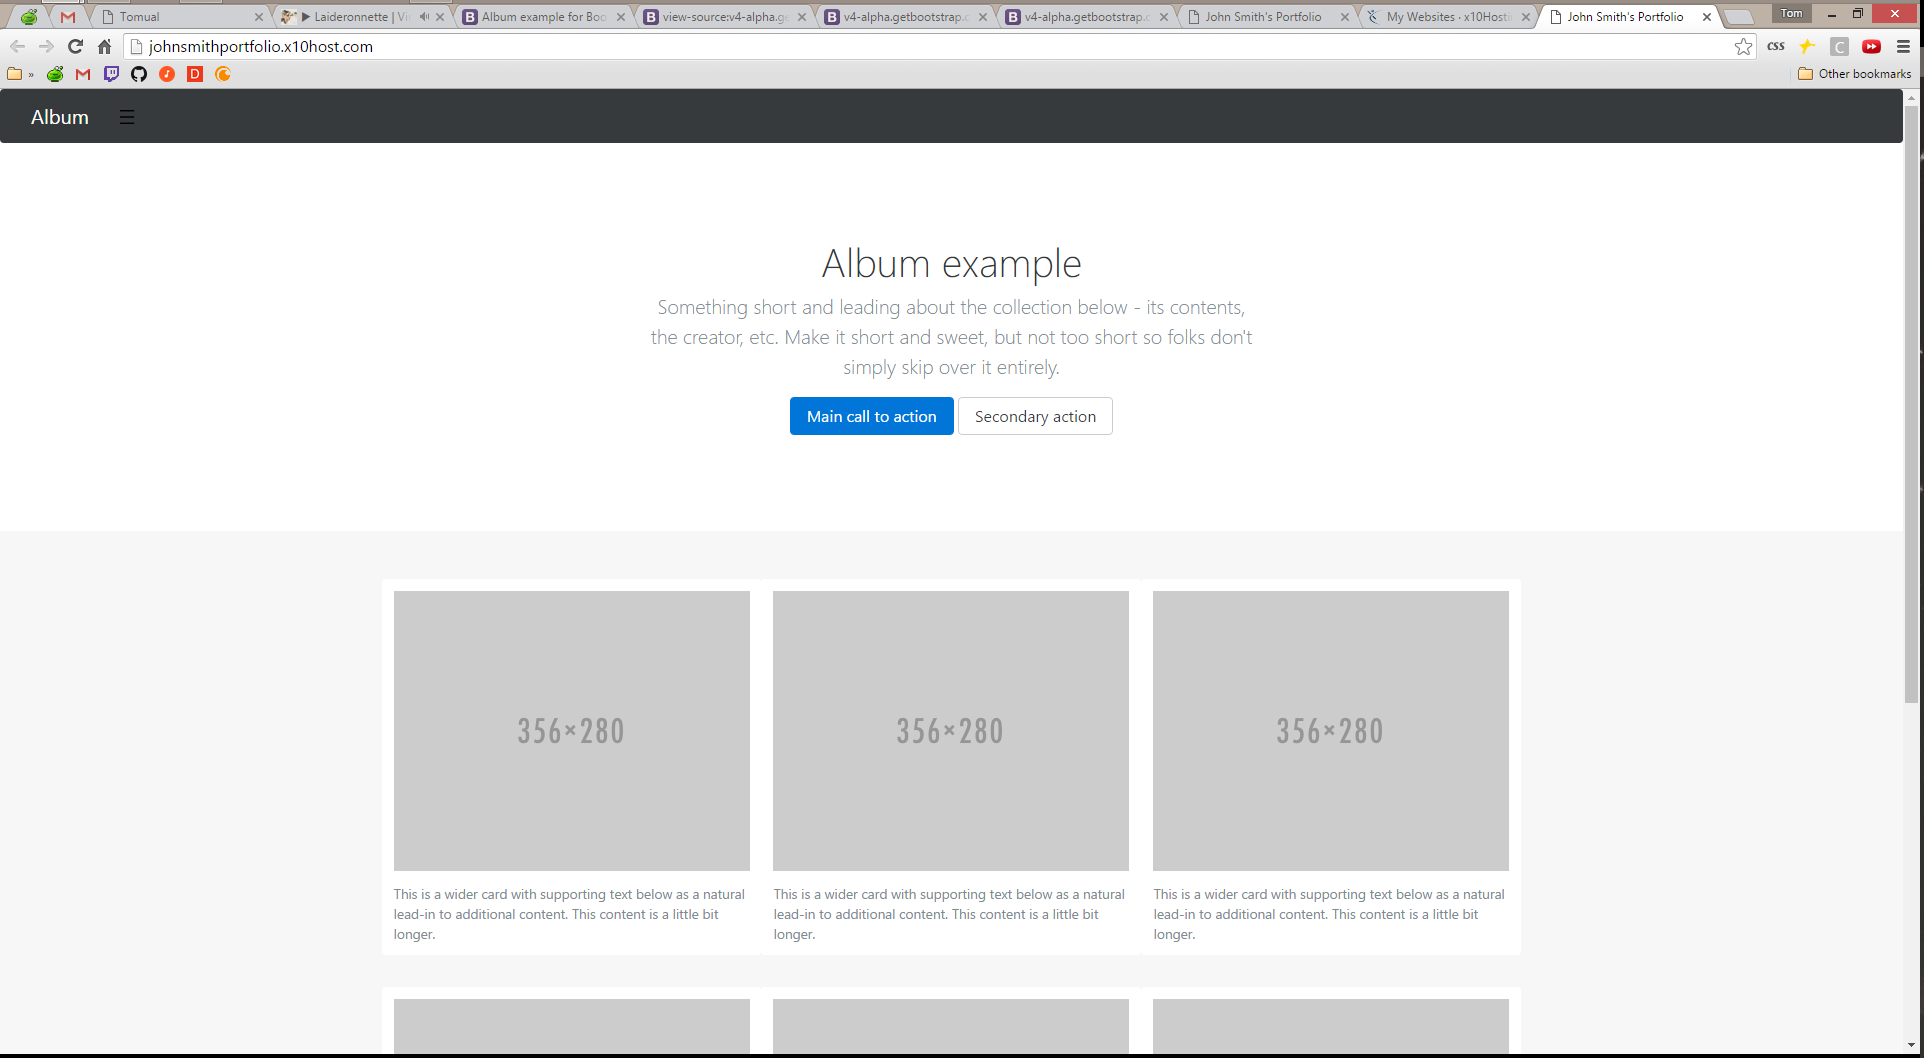 Tomual
Laideronnette | Vi
Album example for Boo
view-source:v4-alpha.ge
v4-alpha.getbootstrap.c
v4-alpha.getbootstrap.c
John Smith's Portfolio
My Websites · x10Hosti
John Smith's Portfolio
Tom
johnsmithportfolio.x10host.com
css
C
»
D
Other bookmarks
Album ☰
Album example
Something short and leading about the collection below - its contents,
the creator, etc. Make it short and sweet, but not too short so folks don't
simply skip over it entirely.
Main call to action
Secondary action
356×280
356×280
356×280
This is a wider card with supporting text below as a natural
lead-in to additional content. This content is a little bit
longer.
This is a wider card with supporting text below as a natural
lead-in to additional content. This content is a little bit
longer.
This is a wider card with supporting text below as a natural
lead-in to additional content. This content is a little bit
longer.